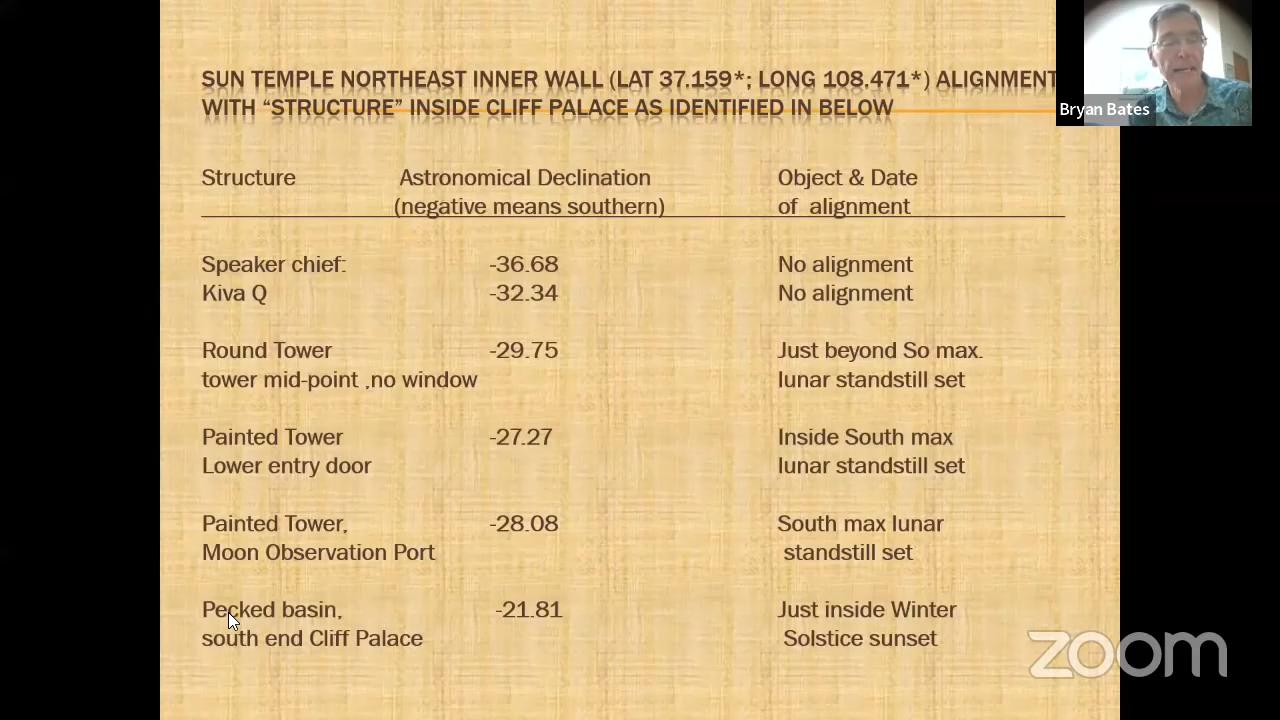 SUN TEMPLE NORTHEAST INNER WALL (LAT 37.159*; LONG 108.471*) ALIGNMENT
WITH “STRUCTURE” INSIDE CLIFF PALACE AS IDENTIFIED IN BELOW
Bryan Bates
Structure Astronomical Declination Object & Date
(negative means southern) of alignment
Speaker chief: -36.68 No alignment
Kiva Q -32.34 No alignment
Round Tower -29.75 Just beyond So max.
tower mid-point ,no window lunar standstill set
Painted Tower -27.27 Inside South max
Lower entry door lunar standstill set
Painted Tower, -28.08 South max lunar
Moon Observation Port standstill set
Pecked basin, -21.81 Just inside Winter
south end Cliff Palace Solstice sunset
zoom